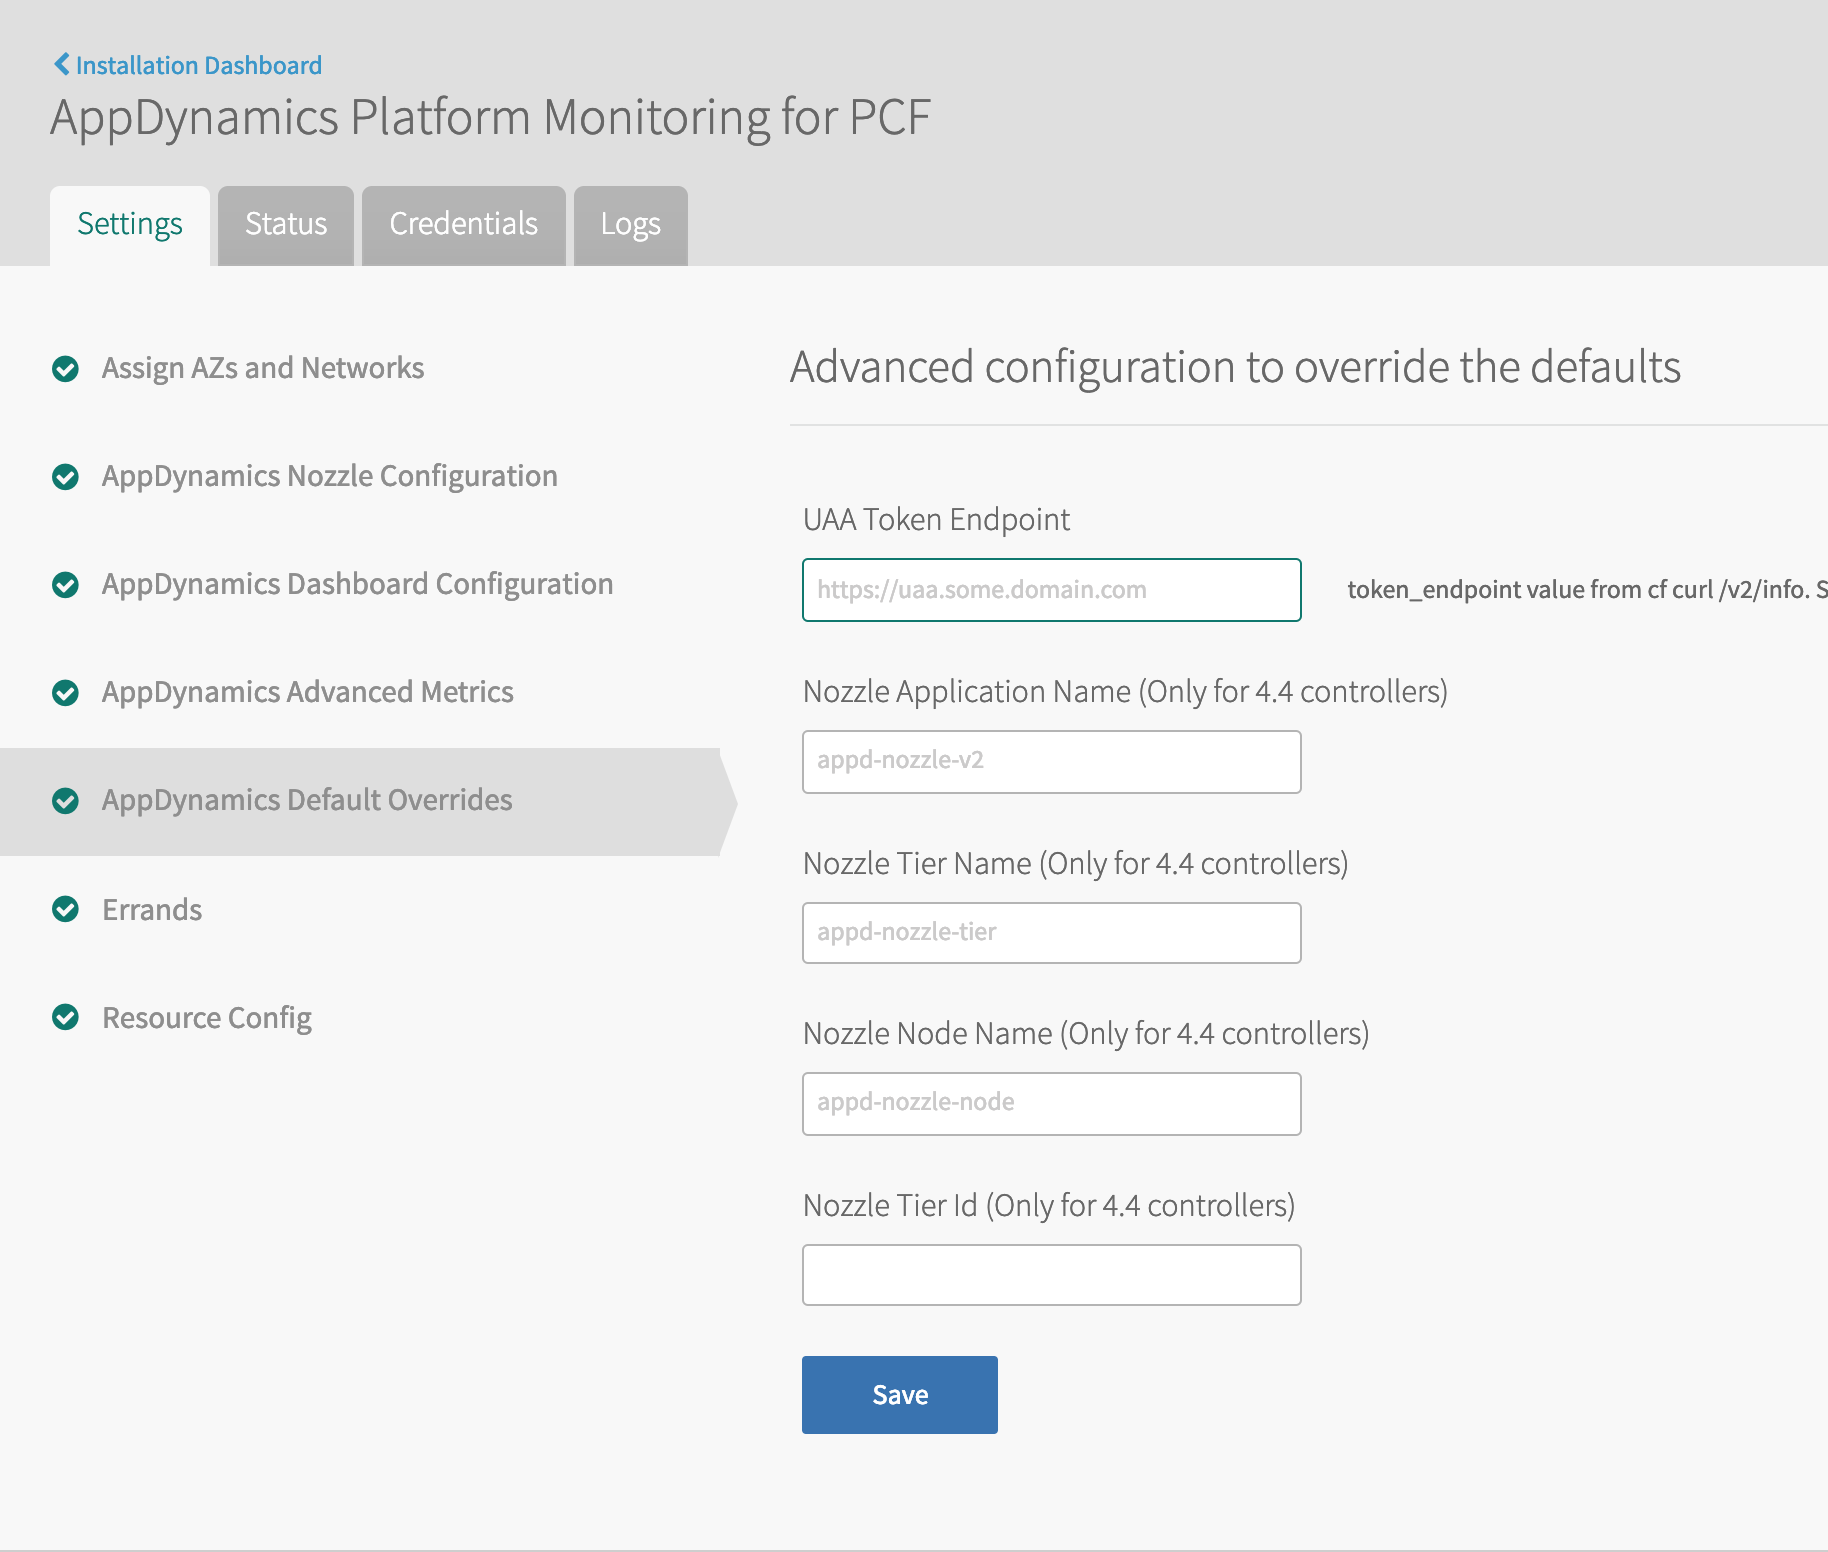 Installation Dashboard
AppDynamics Platform Monitoring for PCF
Settings
Status
Credentials
Logs
Assign AZs and Networks
AppDynamics Nozzle Configuration
AppDynamics Dashboard Configuration
AppDynamics Advanced Metrics
AppDynamics Default Overrides
Errands
Resource Config
Advanced configuration to override the defaults
UAA Token Endpoint
https://uaa.some.domain.com
token_endpoint value from cf curl /v2/info. S
Nozzle Application Name (Only for 4.4 controllers)
appd-nozzle-v2
Nozzle Tier Name (Only for 4.4 controllers)
appd-nozzle-tier
Nozzle Node Name (Only for 4.4 controllers)
appd-nozzle-node
Nozzle Tier Id (Only for 4.4 controllers)
Save